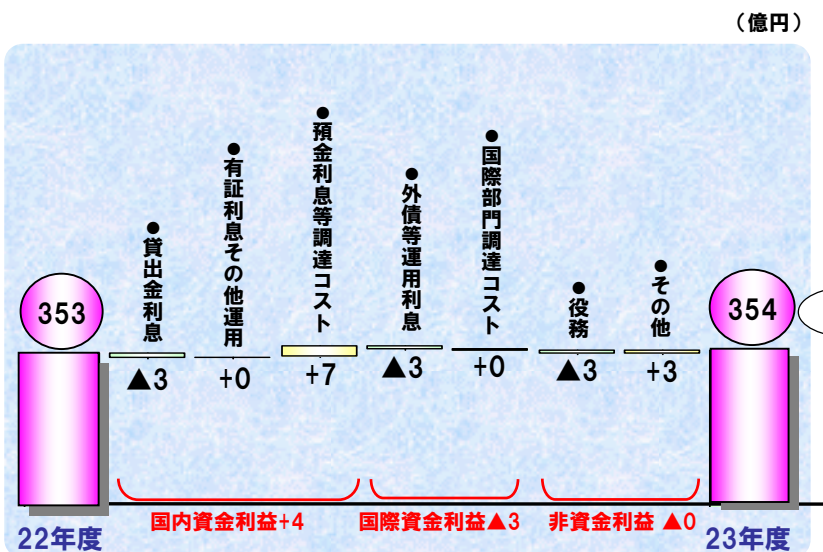 （億円）
353
●貸出金利息
▲3
●有証利息その他運用
+0
●預金利息等調達コスト
+7
●外債等運用利息
▲3
●国際部門調達コスト
+0
●役務
▲3
●その他
+3
354
国内資金利益+4
国際資金利益▲3
非資金利益 ▲0
22年度
23年度